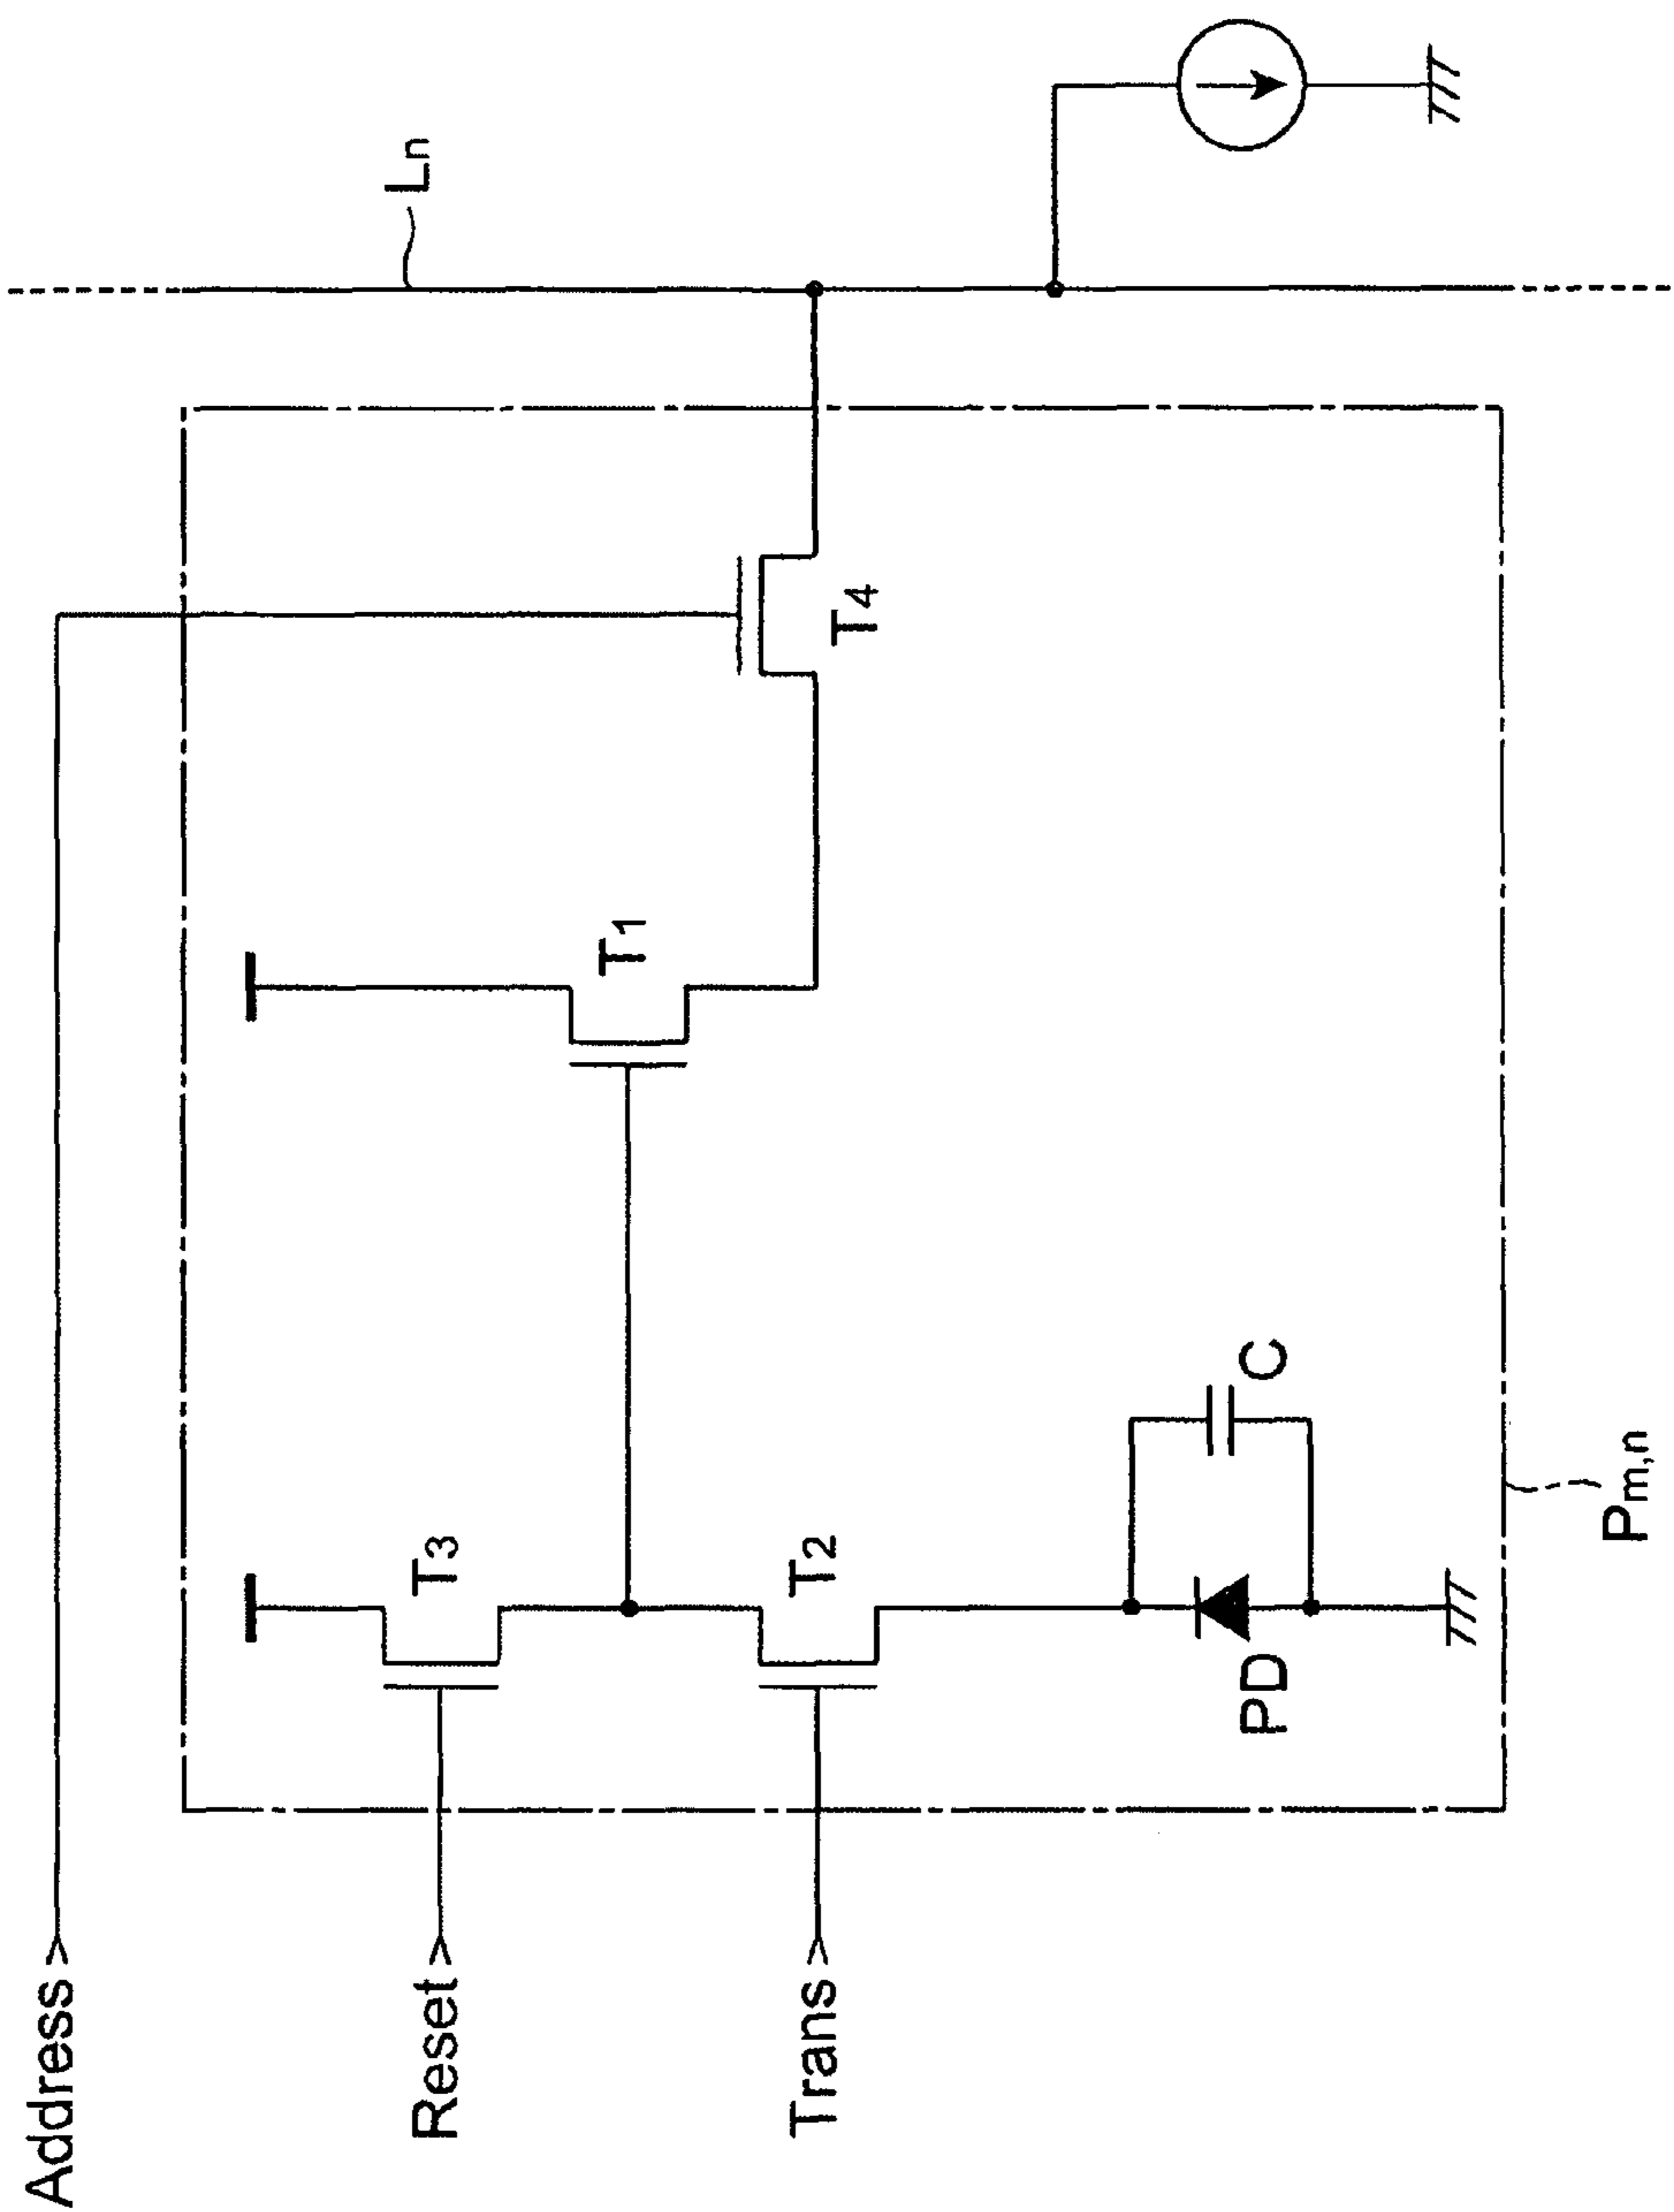 Address
Reset
Trans
T3
T2
PD
C
T1
T4
Ln
Pm,n